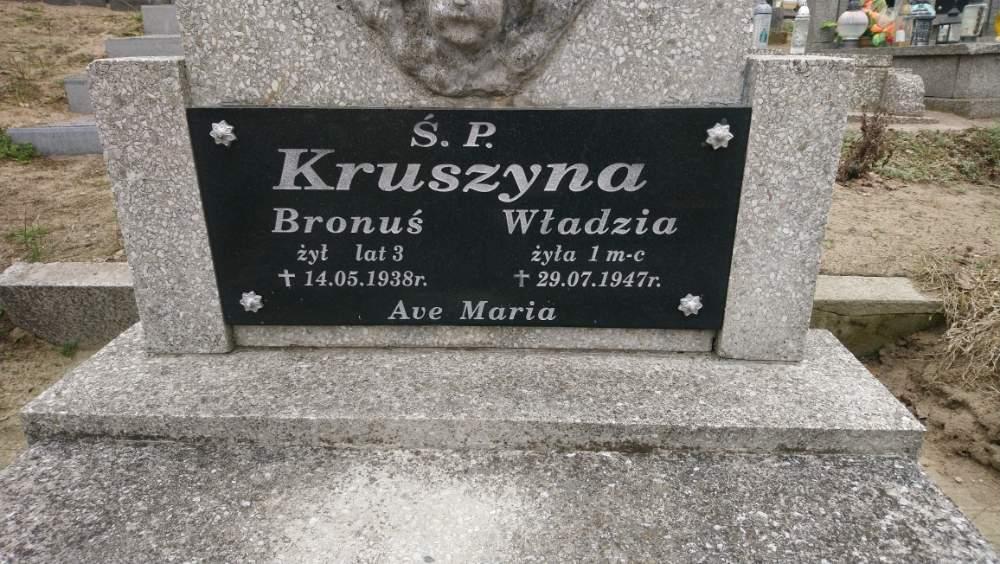 Ś. P.
Kruszyna
Bronuś Władzia
żył lat 3 żyła 1 m-c
✝ 14.05.1938r. ✝ 29.07.1947r.
Ave Maria